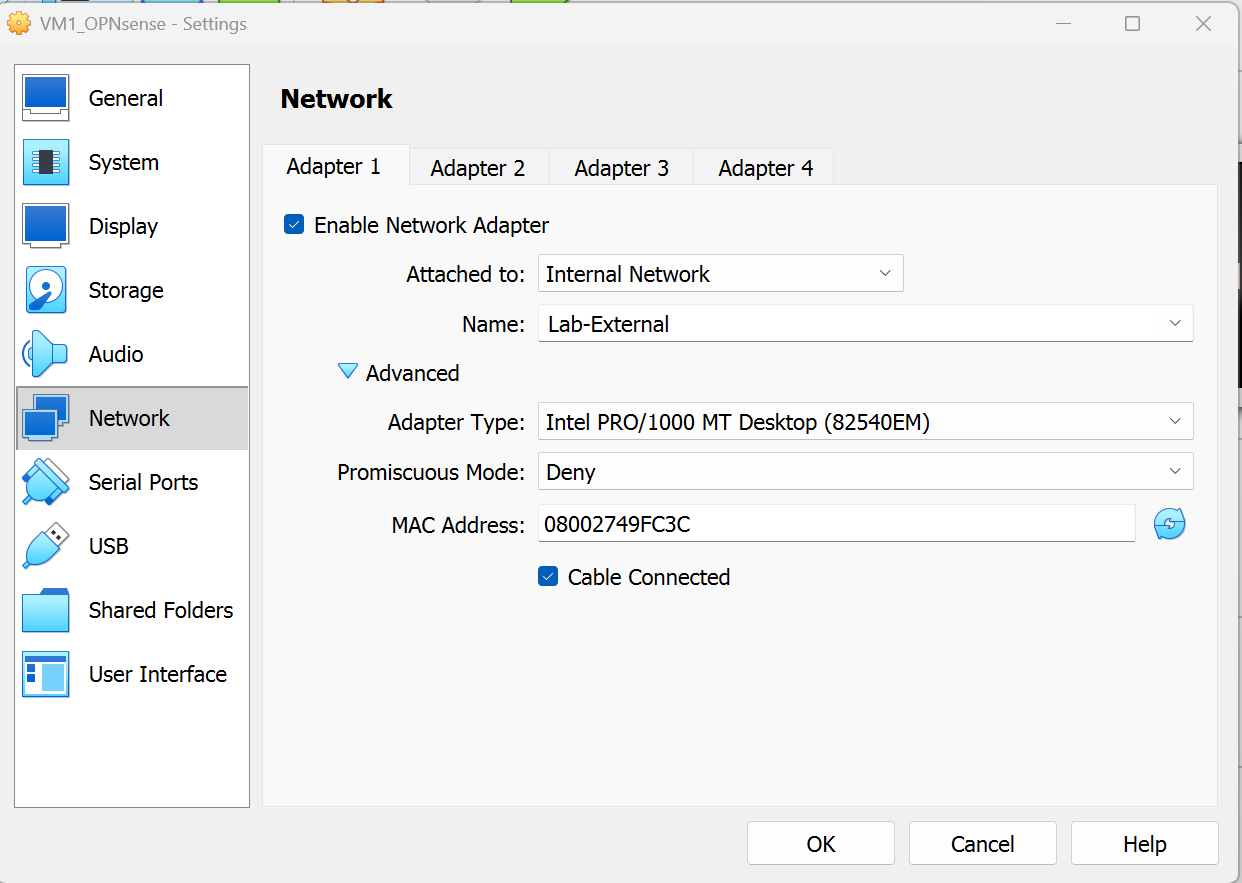 VM1_OPNsense - Settings
General
System
Display
Storage
Audio
Network
Serial Ports
USB
Shared Folders
User Interface
Network
Adapter 1 Adapter 2 Adapter 3 Adapter 4
Enable Network Adapter
Attached to: Internal Network
Name: Lab-External
Advanced
Adapter Type: Intel PRO/1000 MT Desktop (82540EM)
Promiscuous Mode: Deny
MAC Address: 08002749FC3C
Cable Connected
OK Cancel Help